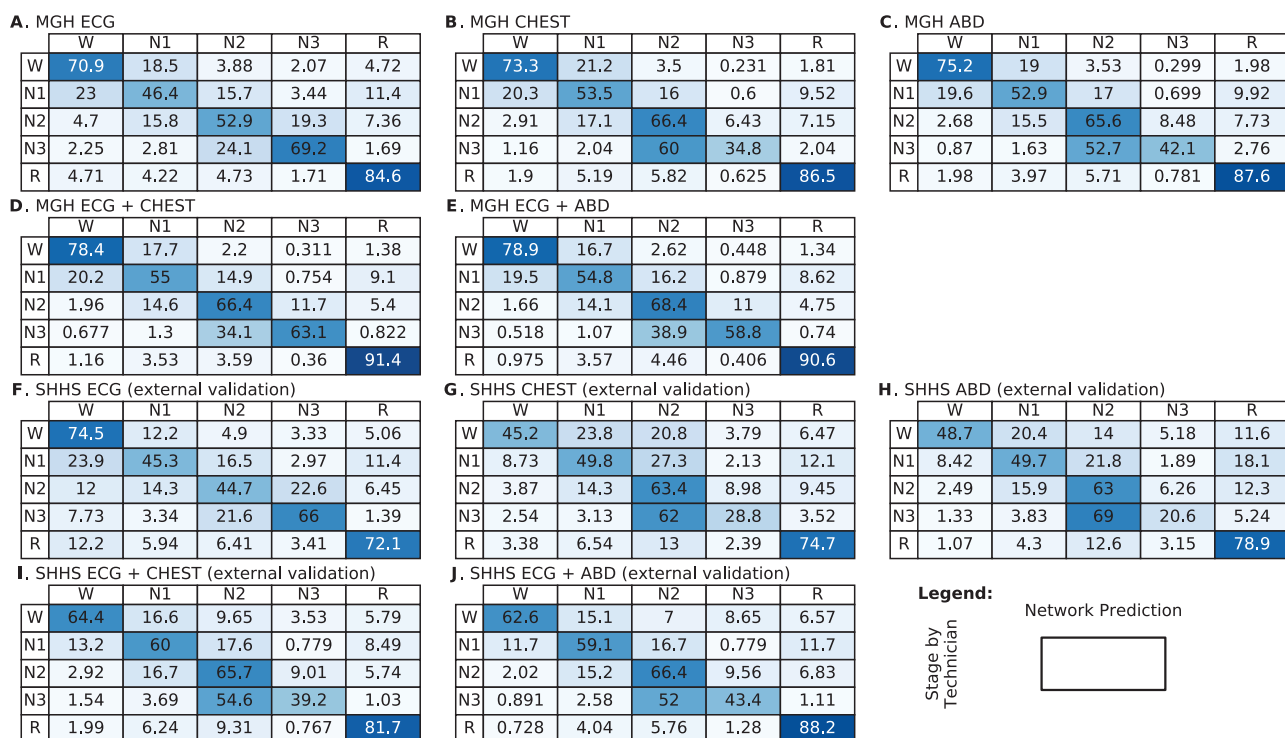 A. MGH ECG
W N1 N2 N3 R
W 70.9 18.5 3.88 2.07 4.72
N1 23 46.4 15.7 3.44 11.4
N2 4.7 15.8 52.9 19.3 7.36
N3 2.25 2.81 24.1 69.2 1.69
R 4.71 4.22 4.73 1.71 84.6
B. MGH CHEST
W N1 N2 N3 R
W 73.3 21.2 3.5 0.231 1.81
N1 20.3 53.5 16 0.6 9.52
N2 2.91 17.1 66.4 6.43 7.15
N3 1.16 2.04 60 34.8 2.04
R 1.9 5.19 5.82 0.625 86.5
C. MGH ABD
W N1 N2 N3 R
W 75.2 19 3.53 0.299 1.98
N1 19.6 52.9 17 0.699 9.92
N2 2.68 15.5 65.6 8.48 7.73
N3 0.87 1.63 52.7 42.1 2.76
R 1.98 3.97 5.71 0.781 87.6
D. MGH ECG + CHEST
W N1 N2 N3 R
W 78.4 17.7 2.2 0.311 1.38
N1 20.2 55 14.9 0.754 9.1
N2 1.96 14.6 66.4 11.7 5.4
N3 0.677 1.3 34.1 63.1 0.822
R 1.16 3.53 3.59 0.36 91.4
E. MGH ECG + ABD
W N1 N2 N3 R
W 78.9 16.7 2.62 0.448 1.34
N1 19.5 54.8 16.2 0.879 8.62
N2 1.66 14.1 68.4 11 4.75
N3 0.518 1.07 38.9 58.8 0.74
R 0.975 3.57 4.46 0.406 90.6
F. SHHS ECG (external validation)
W N1 N2 N3 R
W 74.5 12.2 4.9 3.33 5.06
N1 23.9 45.3 16.5 2.97 11.4
N2 12 14.3 44.7 22.6 6.45
N3 7.73 3.34 21.6 66 1.39
R 12.2 5.94 6.41 3.41 72.1
G. SHHS CHEST (external validation)
W N1 N2 N3 R
W 45.2 23.8 20.8 3.79 6.47
N1 8.73 49.8 27.3 2.13 12.1
N2 3.87 14.3 63.4 8.98 9.45
N3 2.54 3.13 62 28.8 3.52
R 3.38 6.54 13 2.39 74.7
H. SHHS ABD (external validation)
W N1 N2 N3 R
W 48.7 20.4 14 5.18 11.6
N1 8.42 49.7 21.8 1.89 18.1
N2 2.49 15.9 63 6.26 12.3
N3 1.33 3.83 69 20.6 5.24
R 1.07 4.3 12.6 3.15 78.9
I. SHHS ECG + CHEST (external validation)
W N1 N2 N3 R
W 64.4 16.6 9.65 3.53 5.79
N1 13.2 60 17.6 0.779 8.49
N2 2.92 16.7 65.7 9.01 5.74
N3 1.54 3.69 54.6 39.2 1.03
R 1.99 6.24 9.31 0.767 81.7
J. SHHS ECG + ABD (external validation)
W N1 N2 N3 R
W 62.6 15.1 7 8.65 6.57
N1 11.7 59.1 16.7 0.779 11.7
N2 2.02 15.2 66.4 9.56 6.83
N3 0.891 2.58 52 43.4 1.11
R 0.728 4.04 5.76 1.28 88.2
Legend:
Network Prediction
Stage by
Technician